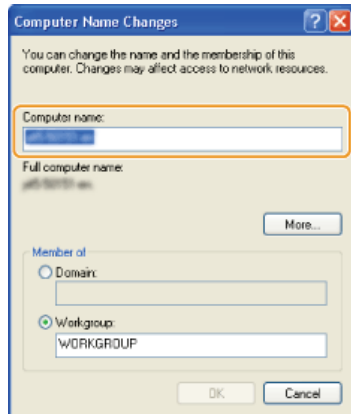 Computer Name Changes
You can change the name and the membership of this
computer. Changes may affect access to network resources.
Computer name:
Full computer name:
More...
Member of
Domain:
Workgroup:
WORKGROUP
OK
Cancel